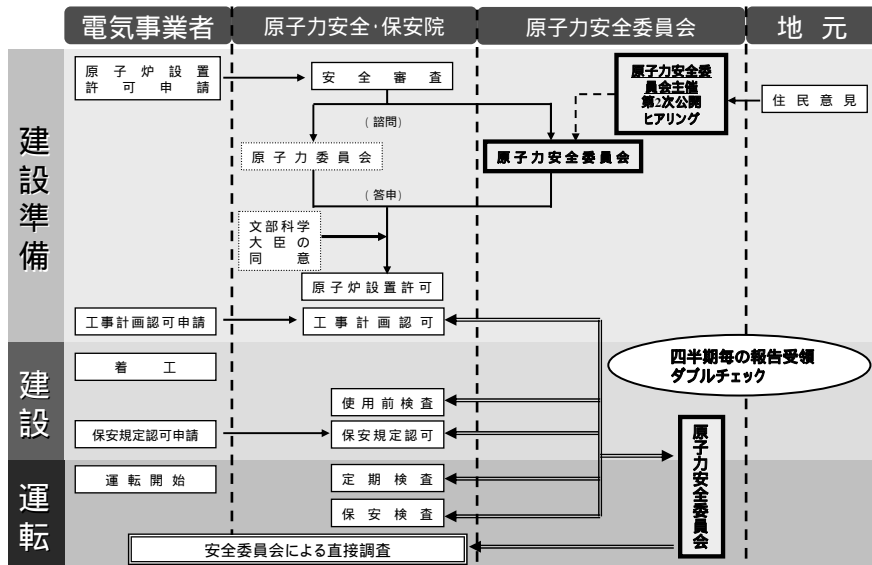 電気事業者
原子力安全・保安院
原子力安全委員会
地元
建設準備
原子炉設置
許可申請
安全審査
原子力安全委
員会主催
第2次公開
ヒアリング
住民意見
(諮問)
原子力委員会
原子力安全委員会
(答申)
文部科学
大臣の
同意
原子炉設置許可
工事計画認可申請
工事計画認可
建設
着工
四半期毎の報告受領
ダブルチェック
使用前検査
保安規定認可申請
保安規定認可
原子力安全委員会
運転
運転開始
定期検査
保安検査
安全委員会による直接調査